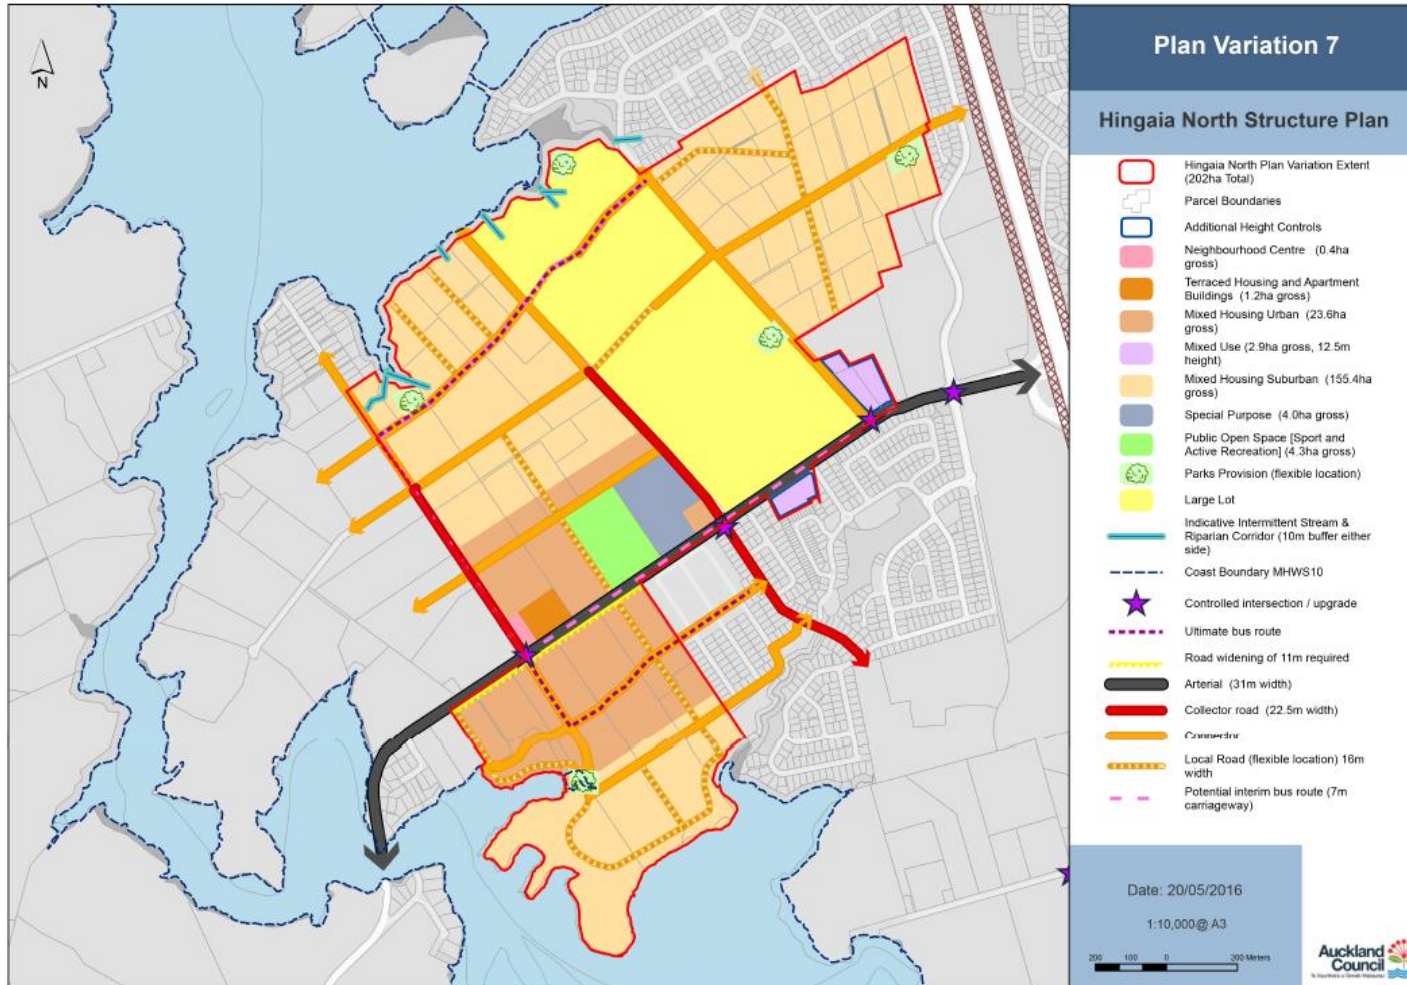 N
Plan Variation 7
Hingaia North Structure Plan
Hingaia North Plan Variation Extent
(202ha Total)
Parcel Boundaries
Additional Height Controls
Neighbourhood Centre (0.4ha
gross)
Terraced Housing and Apartment
Buildings (1.2ha gross)
Mixed Housing Urban (23.6ha
gross)
Mixed Use (2.9ha gross, 12.5m
height)
Mixed Housing Suburban (155.4ha
gross)
Special Purpose (4.0ha gross)
Public Open Space [Sport and
Active Recreation] (4.3ha gross)
Parks Provision (flexible location)
Large Lot
Indicative Intermittent Stream &
Riparian Corridor (10m buffer either
side)
Coast Boundary MHWS10
Controlled intersection / upgrade
Ultimate bus route
Road widening of 11m required
Arterial (31m width)
Collector road (22.5m width)
Connector
Local Road (flexible location) 16m
width
Potential interim bus route (7m
carriageway)
Date: 20/05/2016
1:10,000@ A3
200 100 0 200 Meters
Auckland
Council